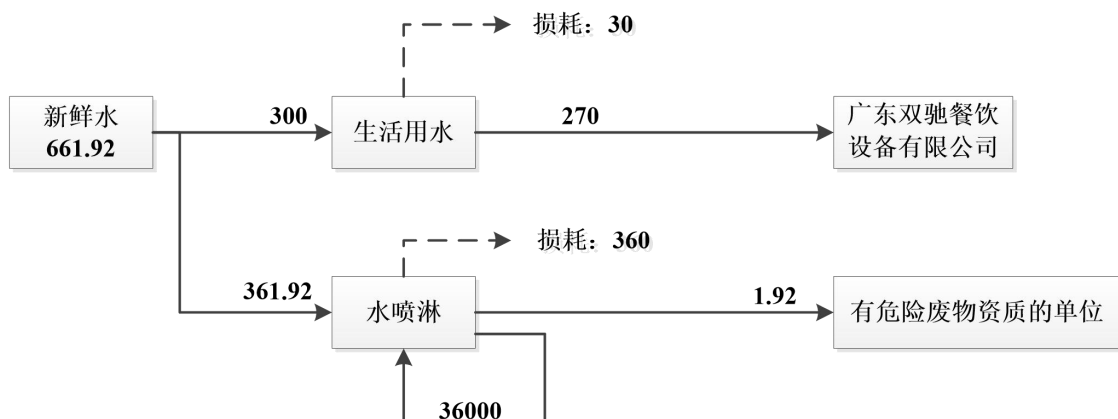 损耗：30
新鲜水
661.92
300
生活用水
270
广东双驰餐饮
设备有限公司
损耗：360
361.92
水喷淋
1.92
有危险废物资质的单位
36000